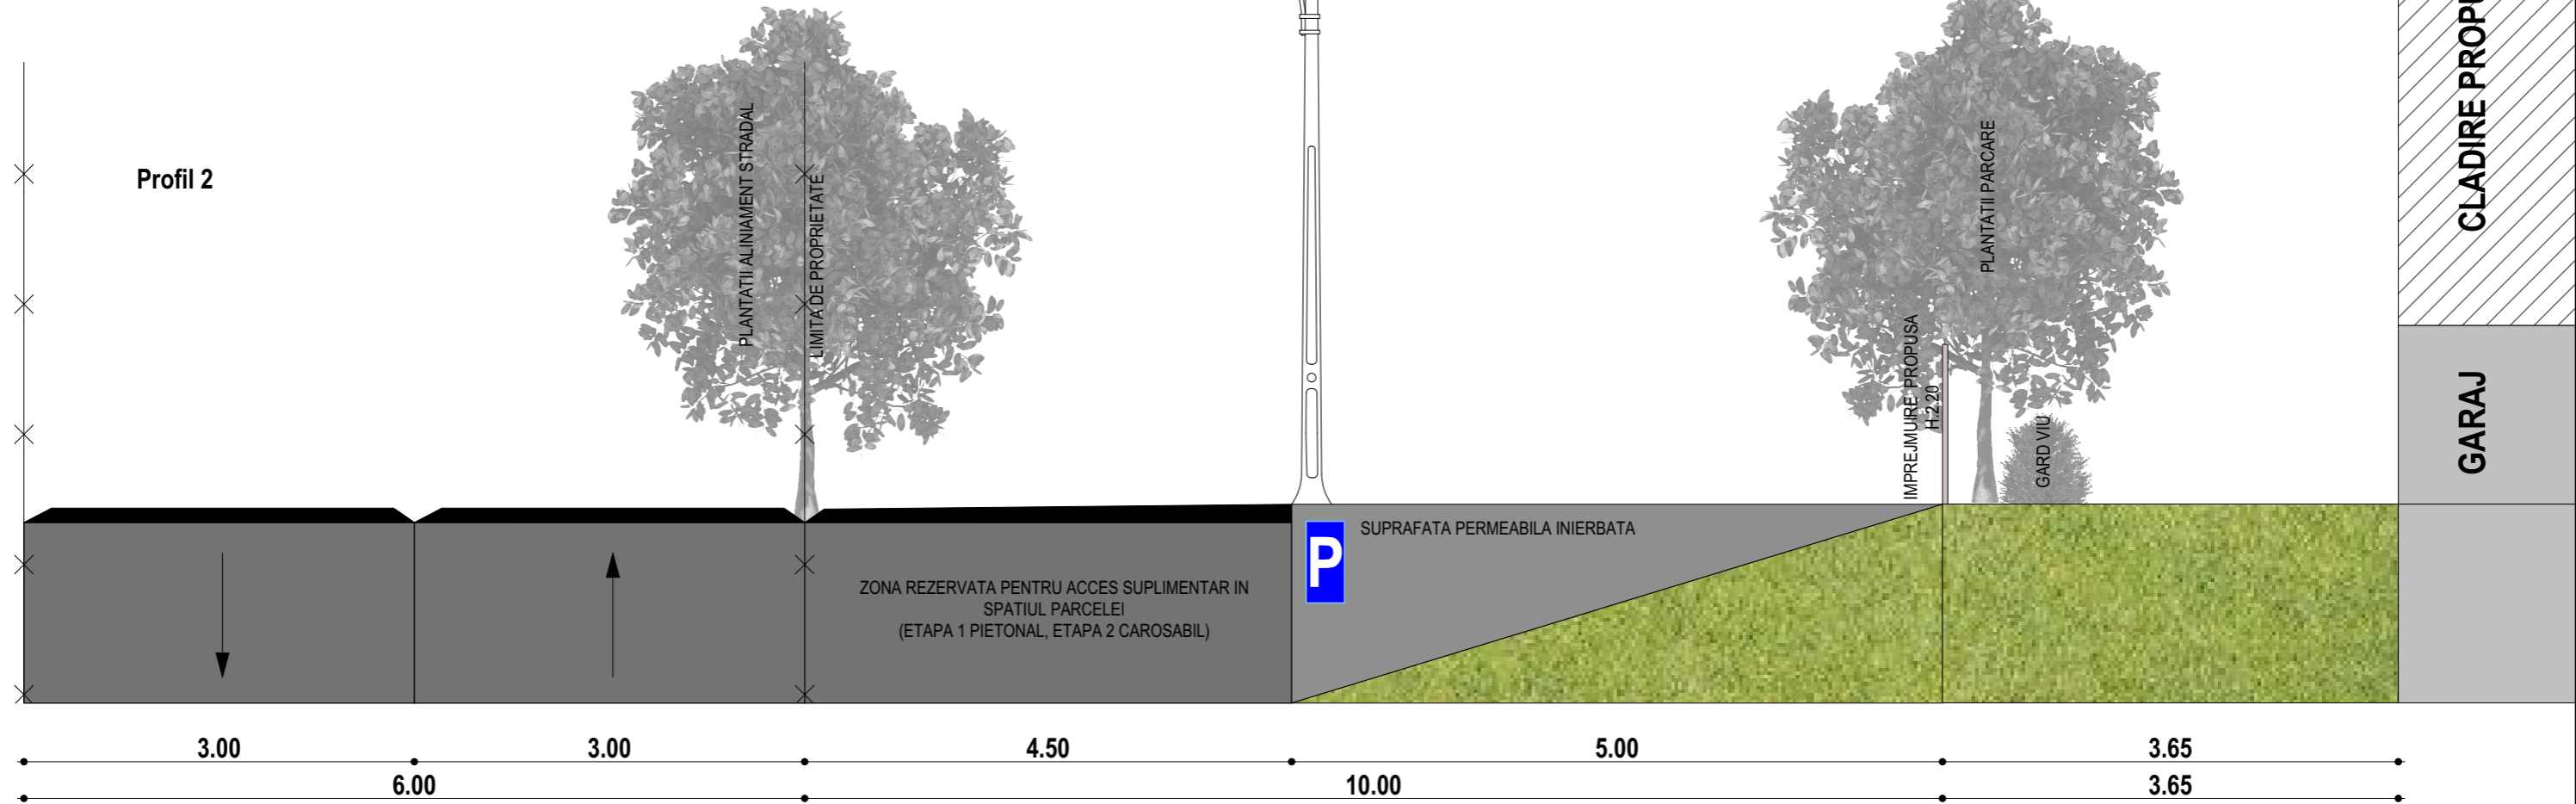 Profil 2
PLANTATII ALINIAMENT STRADAL
LIMITA DE PROPRIETATE
PLANTATII PARCARE
IMPREJMUIRE PROPUSA
H.2.20
GARD VIU
CLADIRE PROPU
GARAJ
P
SUPRAFATA PERMEABILA INIERBATA
ZONA REZERVATA PENTRU ACCES SUPLIMENTAR IN
SPATIUL PARCELEI
(ETAPA 1 PIETONAL, ETAPA 2 CAROSABIL)
3.00 3.00 4.50 5.00 3.65
6.00 10.00 3.65